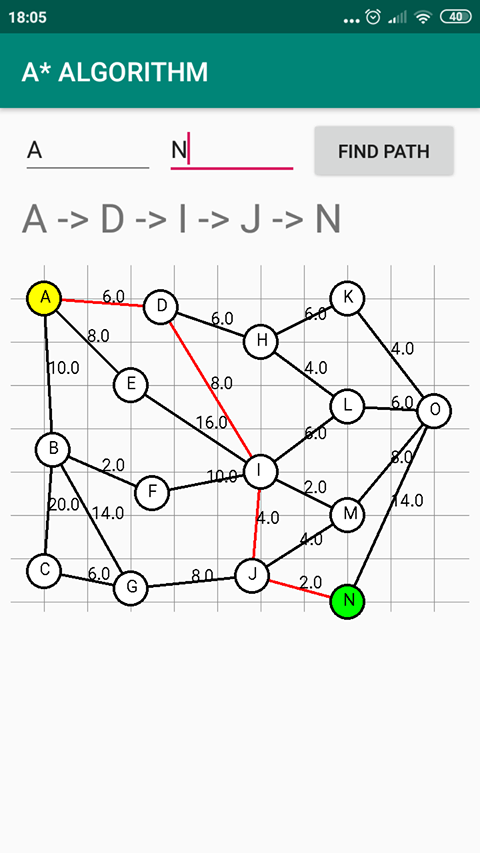 18:05 40
A* ALGORITHM
A N FIND PATH
A -> D -> I -> J -> N
A 6.0 D K
6.0 6.0
8.0 H
10.0 E 8.0 4.0 4.0
L 6.0 O
16.0 6.0
B 2.0 I 8.0
F 10.0 2.0
20.0 14.0 4.0 M 14.0
4.0
C 6.0 G 8.0 J 2.0
N